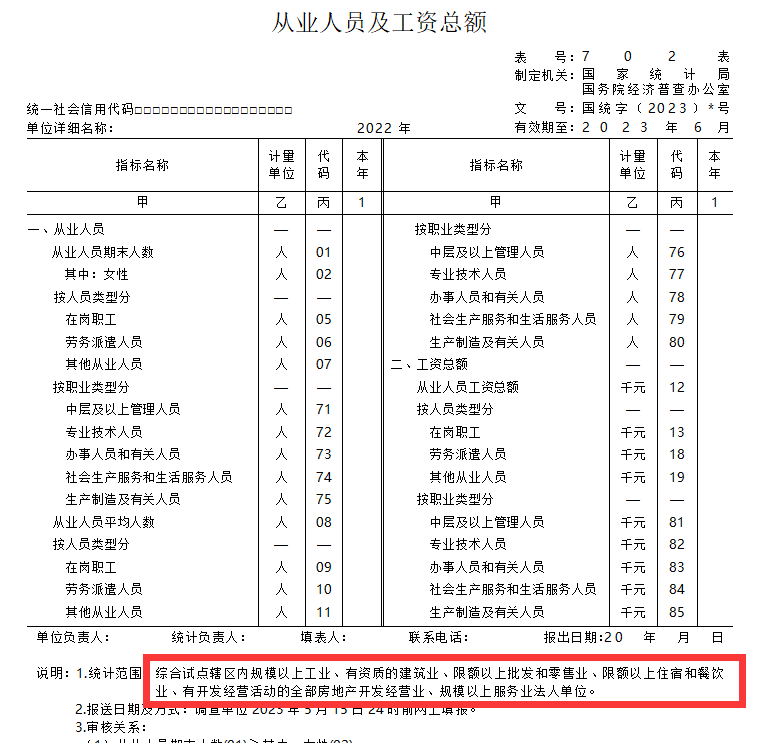 从业人员及工资总额
表 号：7 0 2 表
制定机关：国 家 统 计 局
国务院经济普查办公室
统一社会信用代码□□□□□□□□□□□□□□□□□□
文 号：国统字（2023）*号
单位详细名称： 2022 年 有效期至：2 0 2 3 年 6 月
指标名称 计量单位 代码 本年 指标名称 计量单位 代码 本年
甲 乙 丙 1 甲 乙 丙 1
一、从业人员 — — 按职业类型分 — —
从业人员期末人数 人 01 中层及以上管理人员 人 76
其中：女性 人 02 专业技术人员 人 77
按人员类型分 — — 办事人员和有关人员 人 78
在岗职工 人 05 社会生产服务和生活服务人员 人 79
劳务派遣人员 人 06 生产制造及有关人员 人 80
其他从业人员 人 07 二、工资总额 — —
按职业类型分 — — 从业人员工资总额 千元 12
中层及以上管理人员 人 71 按人员类型分 — —
专业技术人员 人 72 在岗职工 千元 13
办事人员和有关人员 人 73 劳务派遣人员 千元 18
社会生产服务和生活服务人员 人 74 其他从业人员 千元 19
生产制造及有关人员 人 75 按职业类型分 — —
从业人员平均人数 人 08 中层及以上管理人员 千元 81
按人员类型分 — — 专业技术人员 千元 82
在岗职工 人 09 办事人员和有关人员 千元 83
劳务派遣人员 人 10 社会生产服务和生活服务人员 千元 84
其他从业人员 人 11 生产制造及有关人员 千元 85
单位负责人： 统计负责人： 填表人： 联系电话： 报出日期：20 年 月 日
说明：1.统计范围 综合试点辖区内规模以上工业、有资质的建筑业、限额以上批发和零售业、限额以上住宿和餐饮
业、有开发经营活动的全部房地产开发经营业、规模以上服务业法人单位。
2.报送日期及方式：调查单位 2023 年 5 月 15 日 24 时前网上填报。
3.审核关系：